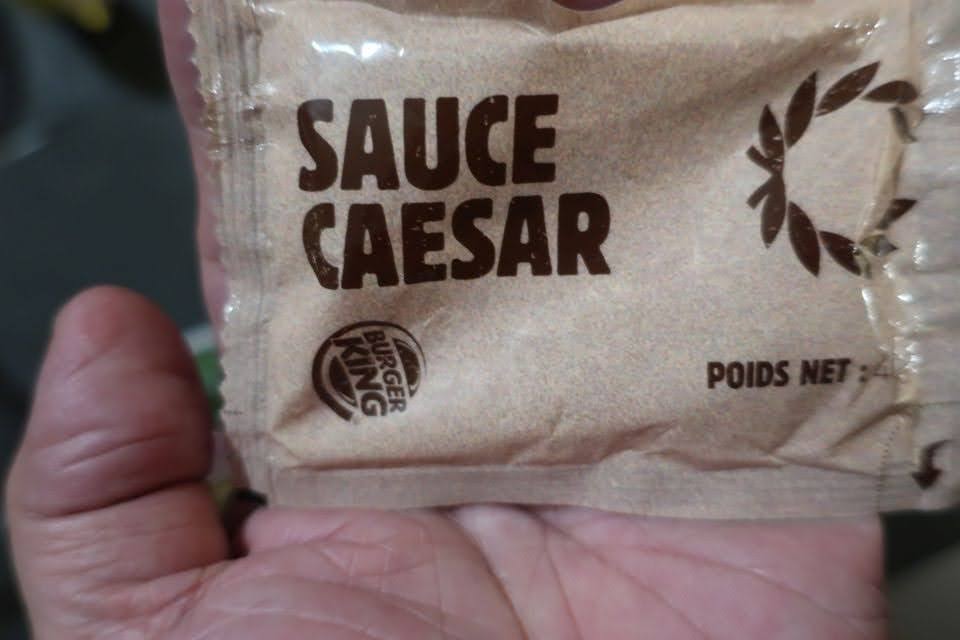 SAUCE
CAESAR
BURGER
KING
POIDS NET :